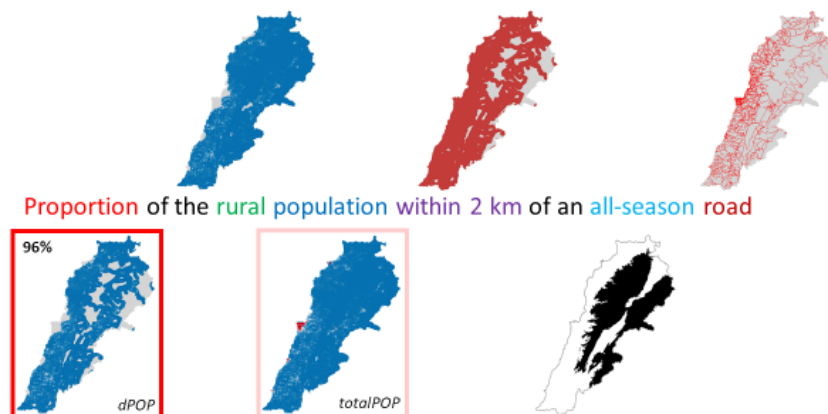 Proportion of the rural population within 2 km of an all-season road
96%
dPOP
totalPOP